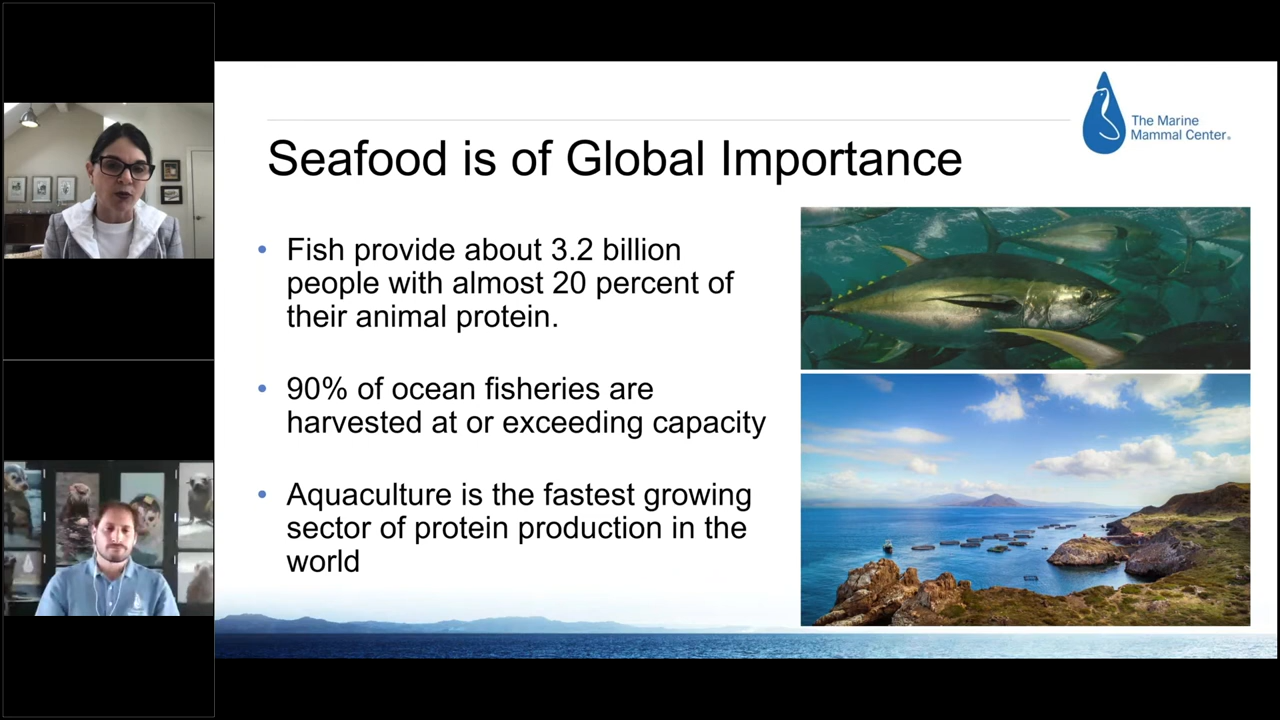 The Marine
Mammal Center®
Seafood is of Global Importance
• Fish provide about 3.2 billion
people with almost 20 percent of
their animal protein.
• 90% of ocean fisheries are
harvested at or exceeding capacity
• Aquaculture is the fastest growing
sector of protein production in the
world